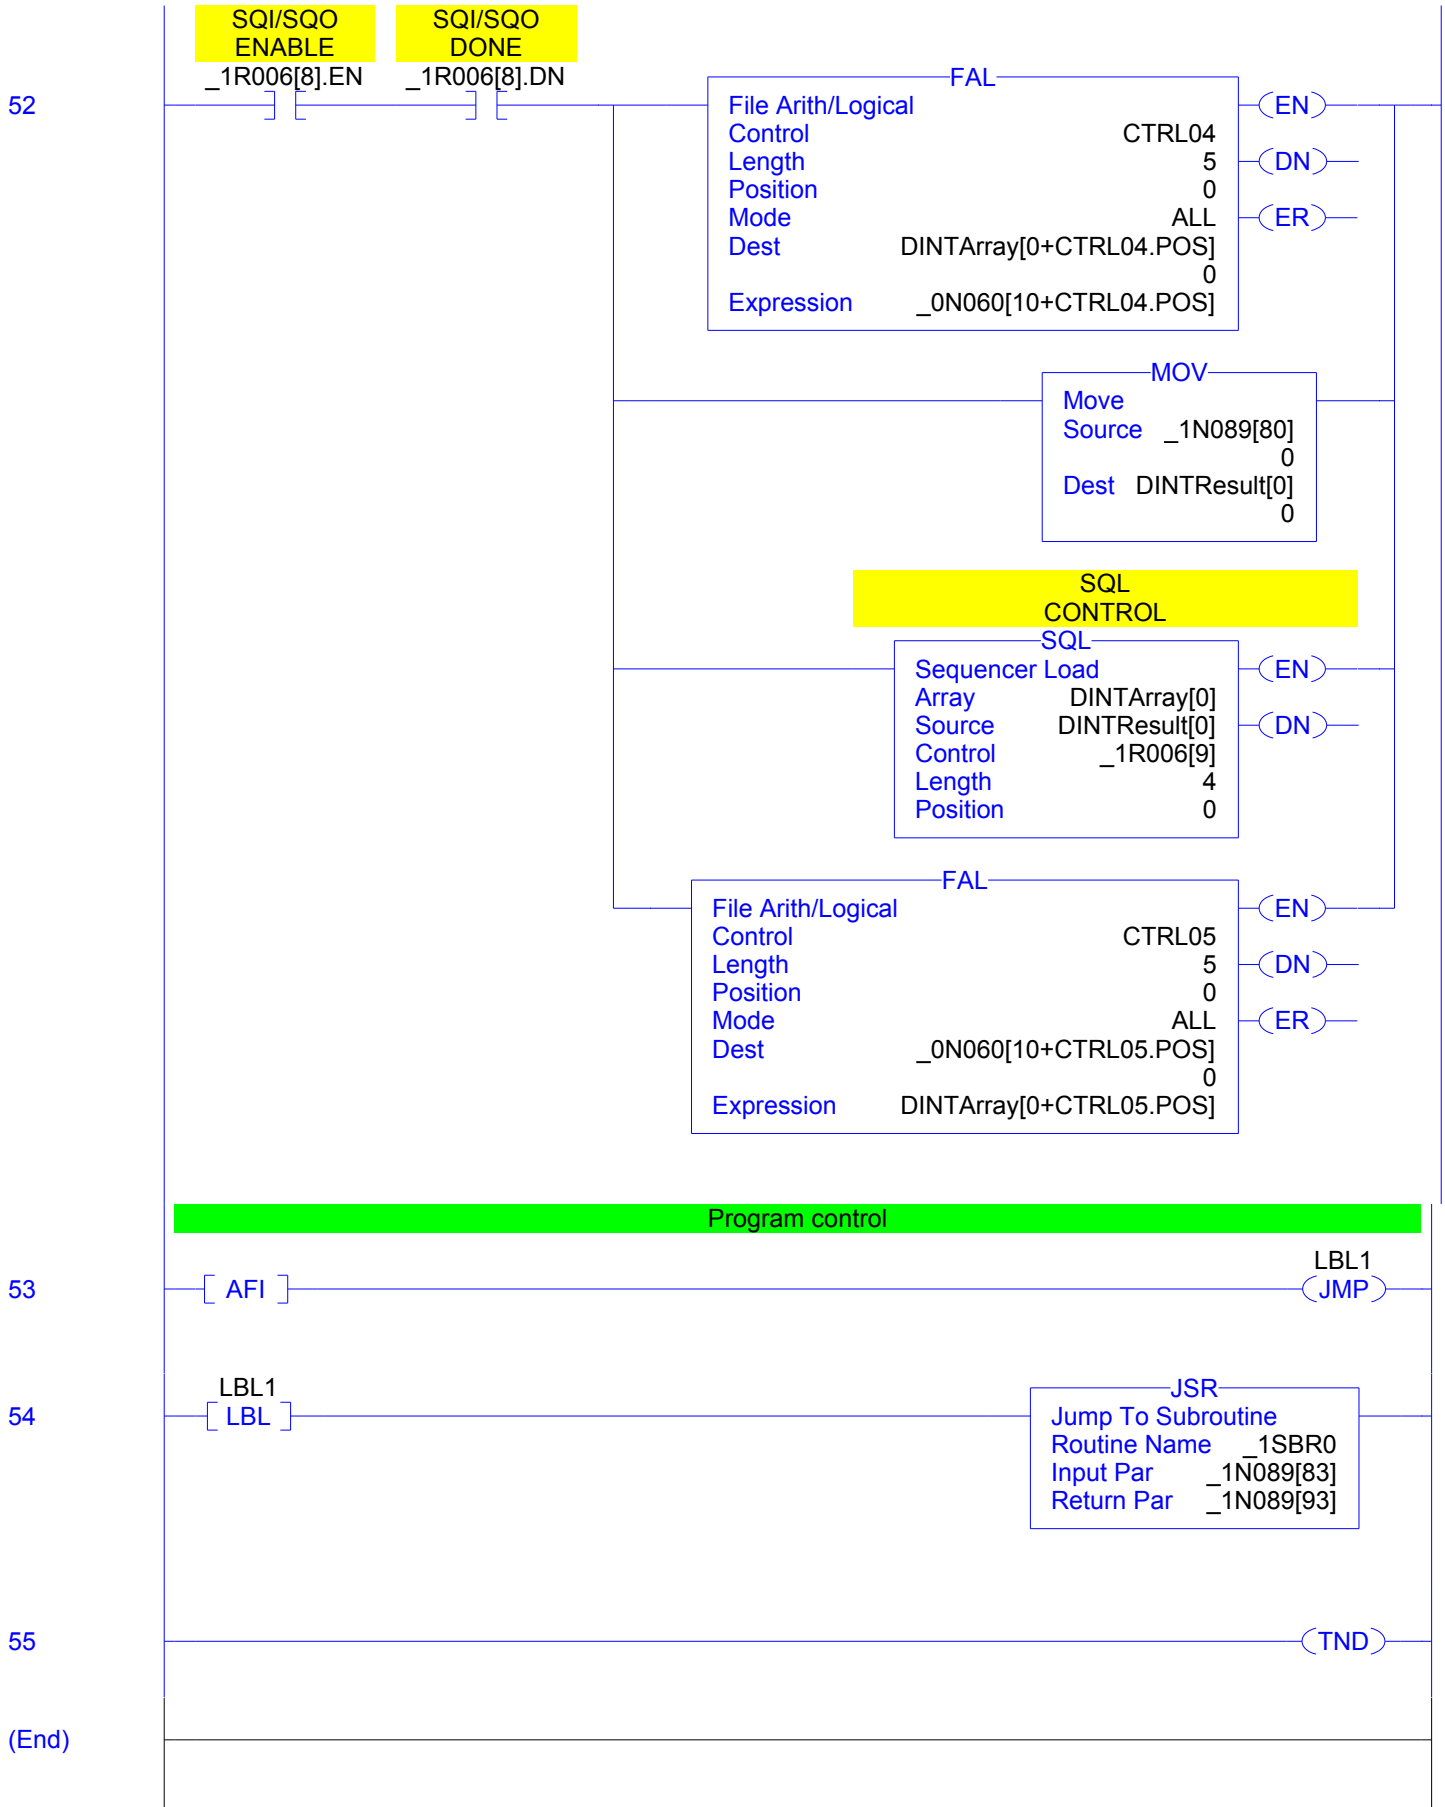 SQI/SQO
ENABLE
_1R006[8].EN
SQI/SQO
DONE
_1R006[8].DN
52
FAL
File Arith/Logical
Control CTRL04
Length 5
Position 0
Mode ALL
Dest DINTArray[0+CTRL04.POS]
0
Expression _0N060[10+CTRL04.POS]
EN
DN
ER
MOV
Move
Source _1N089[80]
0
Dest DINTResult[0]
0
SQL
CONTROL
SQL
Sequencer Load
Array DINTArray[0]
Source DINTResult[0]
Control _1R006[9]
Length 4
Position 0
EN
DN
FAL
File Arith/Logical
Control CTRL05
Length 5
Position 0
Mode ALL
Dest _0N060[10+CTRL05.POS]
0
Expression DINTArray[0+CTRL05.POS]
EN
DN
ER
Program control
53
AFI
LBL1
JMP
54
LBL1
LBL
JSR
Jump To Subroutine
Routine Name _1SBR0
Input Par _1N089[83]
Return Par _1N089[93]
55
TND
(End)